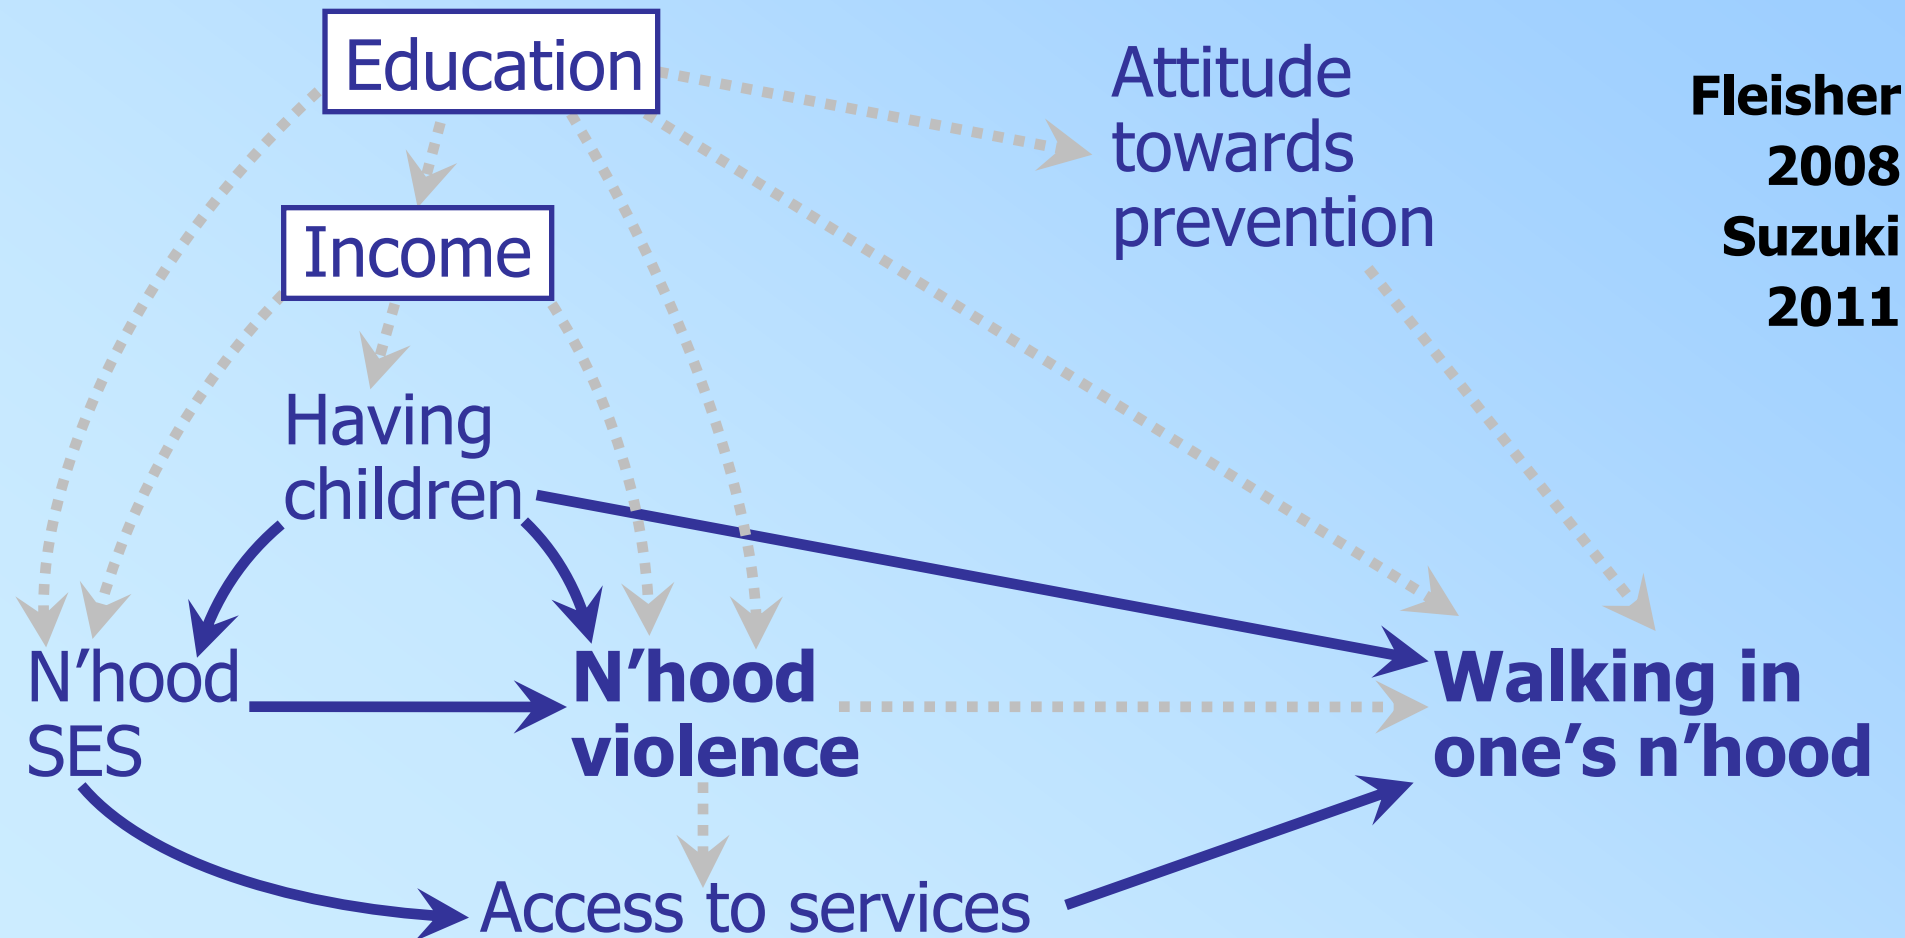 Education
Attitude
towards
prevention
Fleisher
2008
Suzuki
2011
Income
Having
children
N'hood
SES
N'hood
violence
Walking in
one's n'hood
Access to services